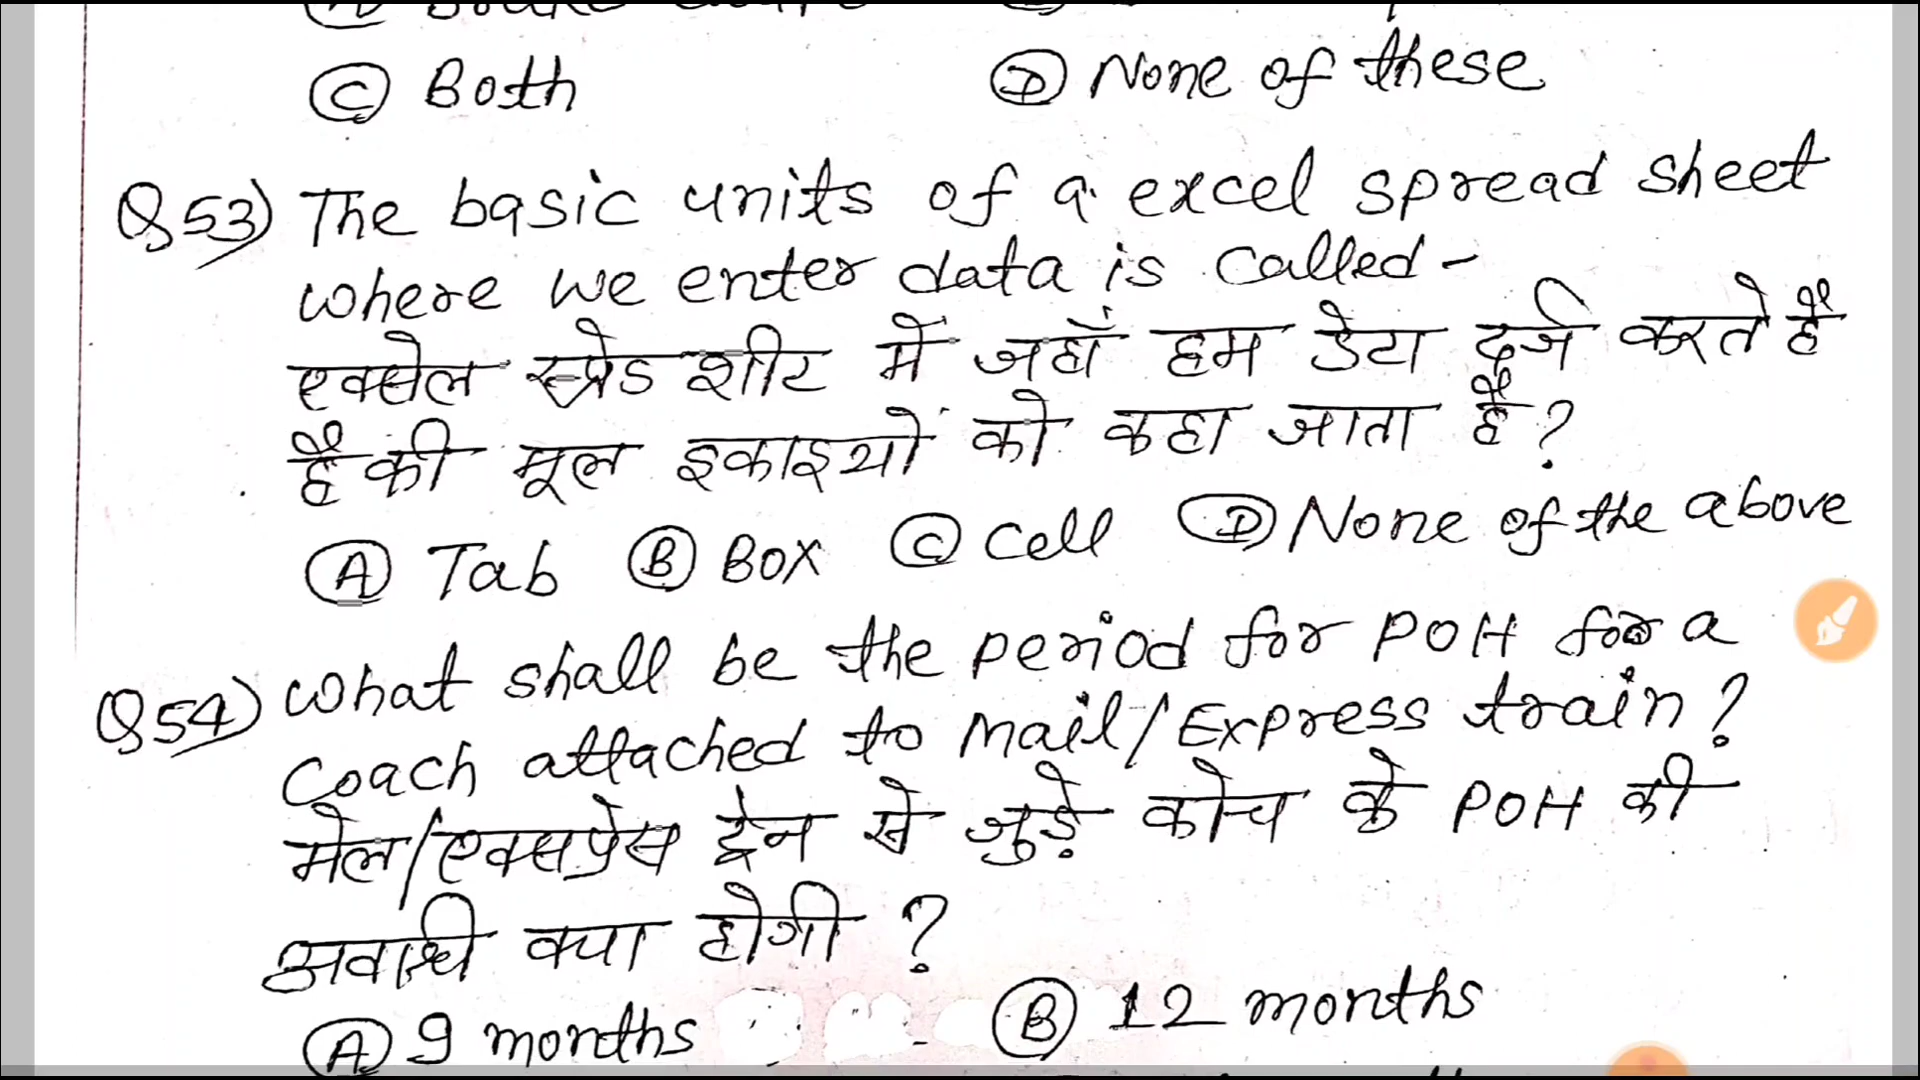 C Both D None of these
Q53) The basic units of a excel spread sheet
where we enter data is called-
एक्सेल स्प्रेड शीट में जहाँ हम डेटा दर्ज करते हैं
है की मूल इकाइयों को कहा जाता है?
A Tab B BOX C Cell D None of the above
Q54) What shall be the period for POH for a
Coach attached to Mail/Express train?
मेल/एक्सप्रेस ट्रेन से जुड़े कोच के POH की
अवधि क्या होगी?
A 9 months B 12 months